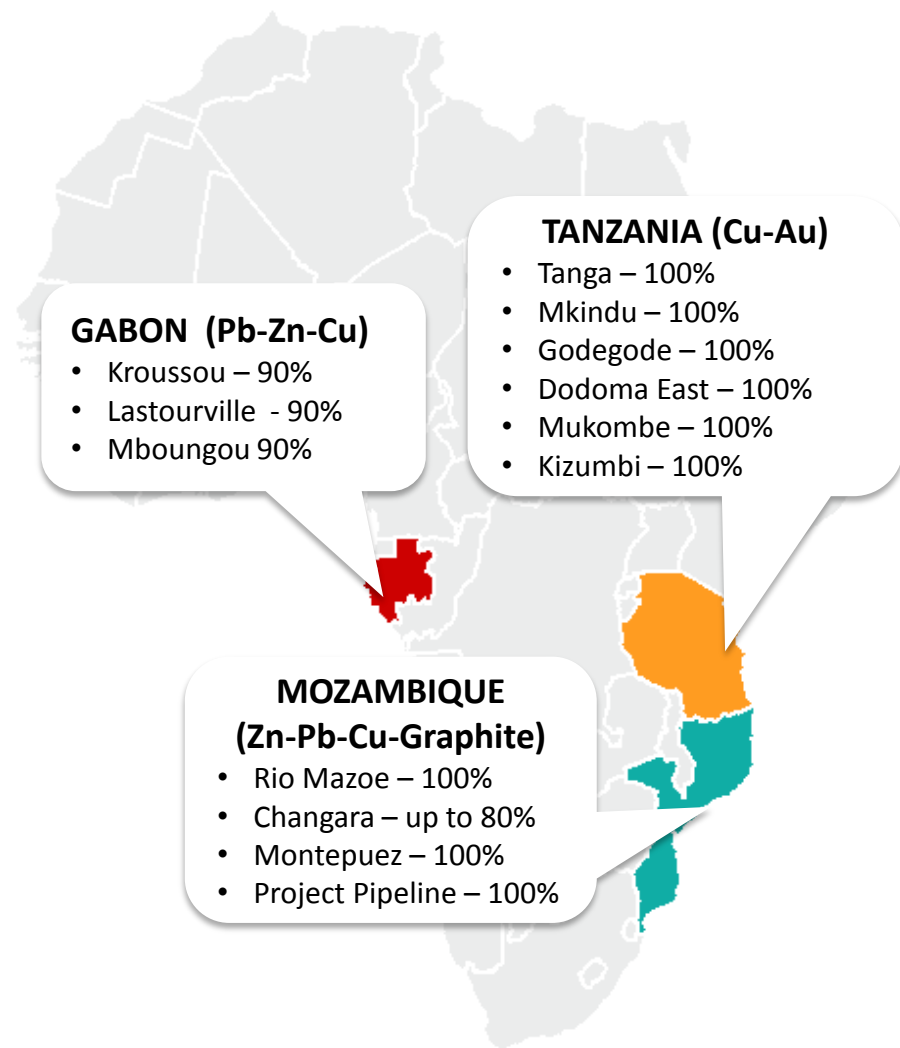 TANZANIA (Cu-Au)
• Tanga – 100%
• Mkindu – 100%
• Godegode – 100%
• Dodoma East – 100%
• Mukombe – 100%
• Kizumbi – 100%
GABON (Pb-Zn-Cu)
• Kroussou – 90%
• Lastourville - 90%
• Mboungou 90%
MOZAMBIQUE
(Zn-Pb-Cu-Graphite)
• Rio Mazoe – 100%
• Changara – up to 80%
• Montepuez – 100%
• Project Pipeline – 100%